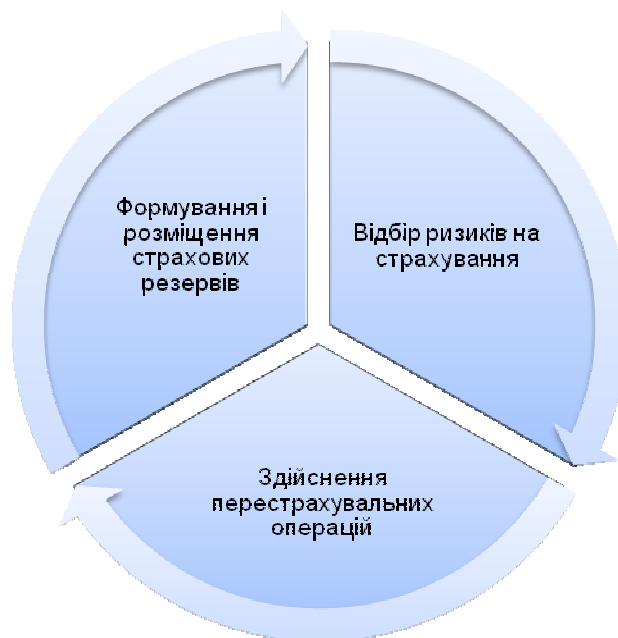 Формування і
розміщення
страхових
резервів
Відбір ризиків на
страхування
Здійснення
перестрахувальних
операцій